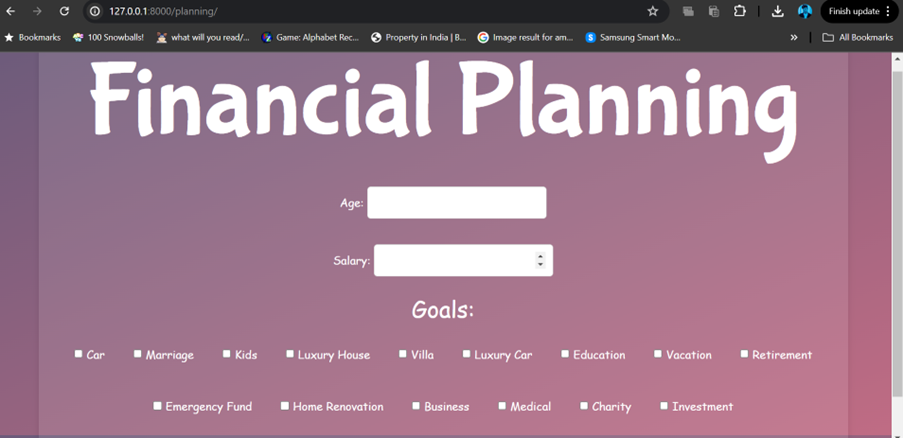 127.0.0.1:8000/planning/
Finish update
Bookmarks 100 Snowballs! what will you read/... Game: Alphabet Rec... Property in India | B... Image result for am... Samsung Smart Mo... » All Bookmarks
Financial Planning
Age:
Salary:
Goals:
Car Marriage Kids Luxury House Villa Luxury Car Education Vacation Retirement
Emergency Fund Home Renovation Business Medical Charity Investment